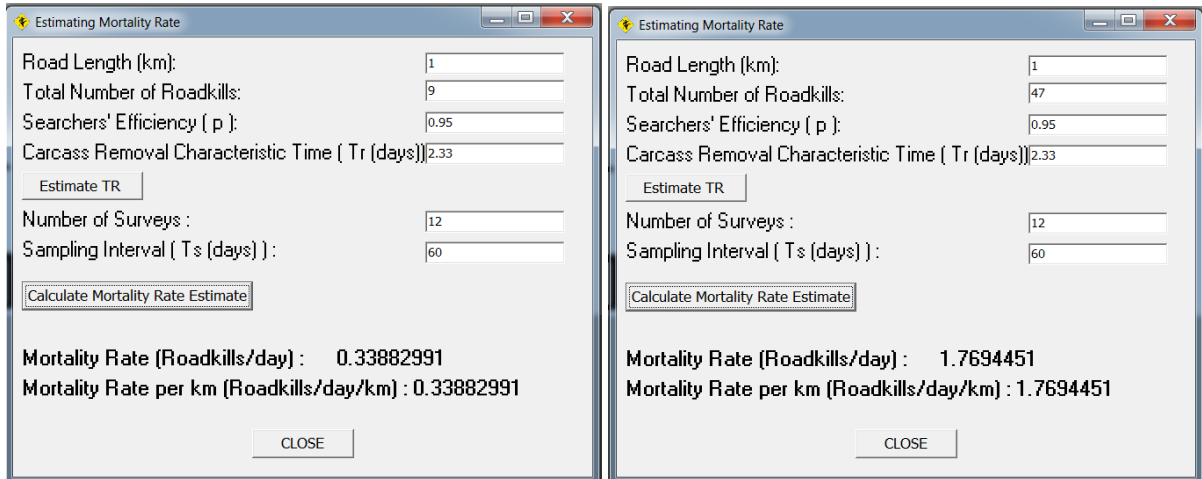 Estimating Mortality Rate
Road Length (km): 1
Total Number of Roadkills: 9
Searchers' Efficiency ( p ): 0.95
Carcass Removal Characteristic Time ( Tr (days)) 2.33
Estimate TR
Number of Surveys : 12
Sampling Interval ( Ts (days) ) : 60
Calculate Mortality Rate Estimate
Mortality Rate (Roadkills/day) : 0.33882991
Mortality Rate per km (Roadkills/day/km) : 0.33882991
CLOSE
Estimating Mortality Rate
Road Length (km): 1
Total Number of Roadkills: 47
Searchers' Efficiency ( p ): 0.95
Carcass Removal Characteristic Time ( Tr (days)) 2.33
Estimate TR
Number of Surveys : 12
Sampling Interval ( Ts (days) ) : 60
Calculate Mortality Rate Estimate
Mortality Rate (Roadkills/day) : 1.7694451
Mortality Rate per km (Roadkills/day/km) : 1.7694451
CLOSE